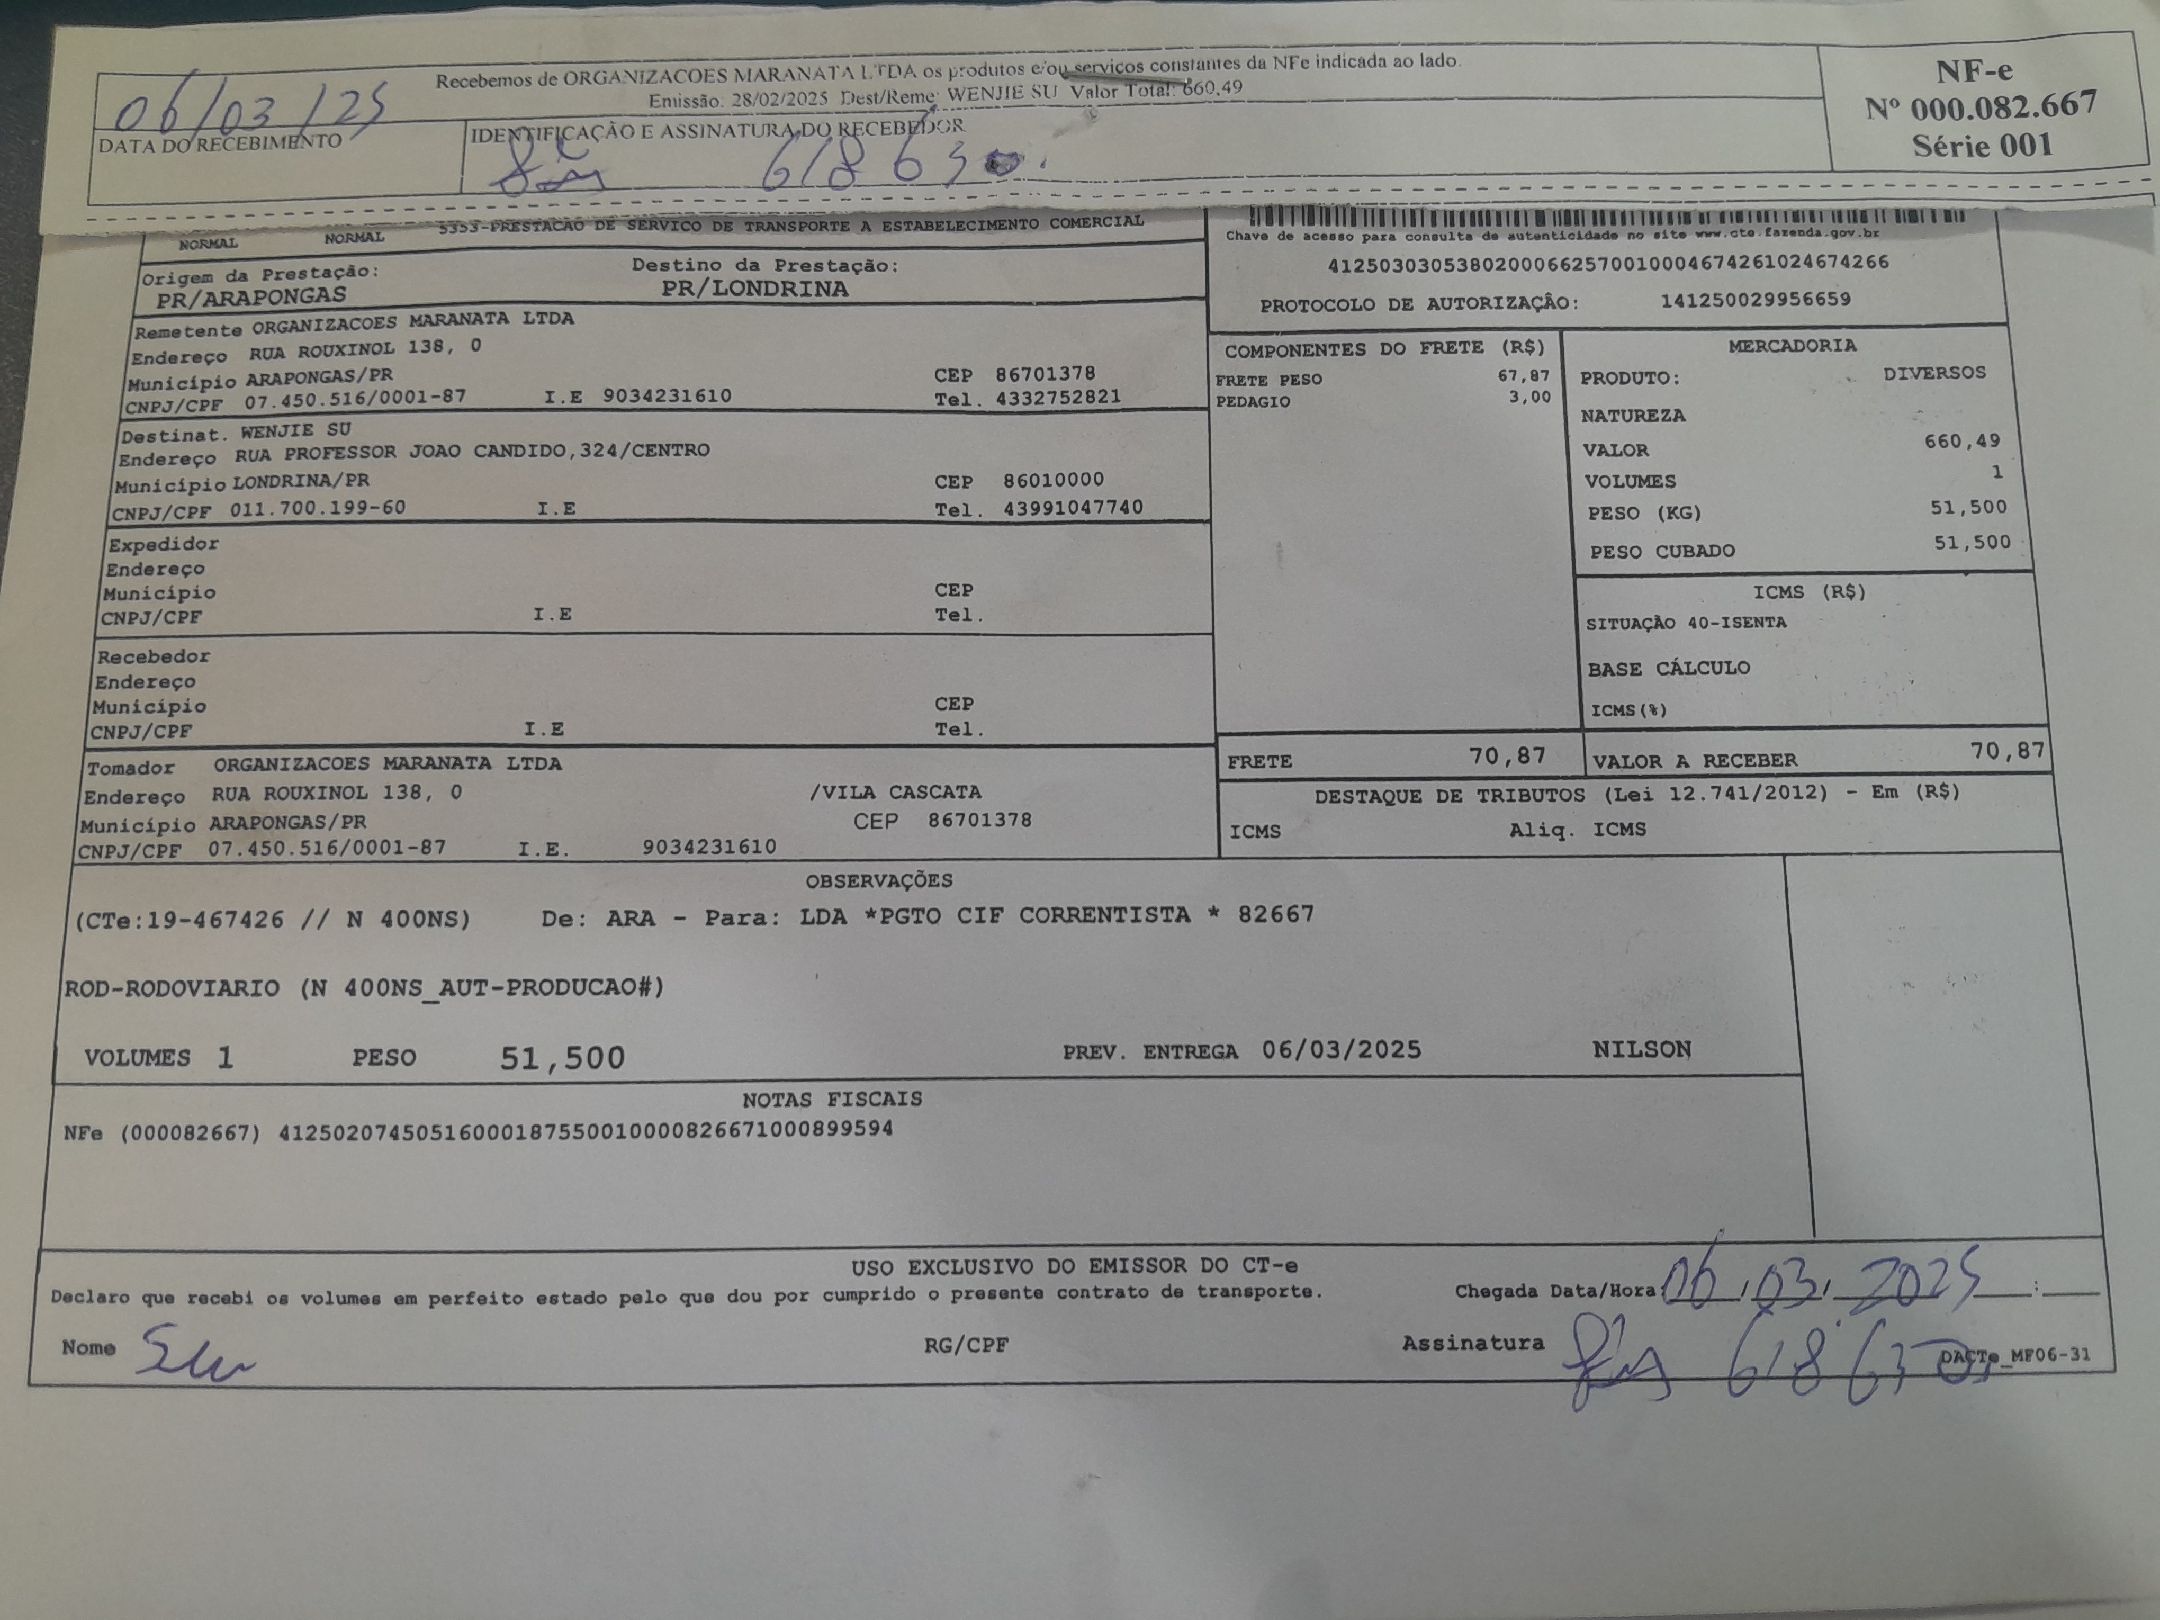 Recebemos de ORGANIZACOES MARANATA LTDA os produtos e/ou serviços constantes da NFe indicada ao lado.
Emissão: 28/02/2025 Dest/Reme: WENJIE SU Valor Total: 660,49
NF-e
Nº 000.082.667
Série 001
06/03/25
DATA DO RECEBIMENTO
IDENTIFICAÇÃO E ASSINATURA DO RECEBEDOR
NORMAL NORMAL 5353-PRESTACAO DE SERVICO DE TRANSPORTE A ESTABELECIMENTO COMERCIAL
Chave de acesso para consulta de autenticidade no site www.cte.fazenda.gov.br
41250303053802000662570010004674261024674266
PROTOCOLO DE AUTORIZAÇÃO: 141250029956659
Origem da Prestação: Destino da Prestação:
PR/ARAPONGAS PR/LONDRINA
Remetente ORGANIZACOES MARANATA LTDA
Endereço RUA ROUXINOL 138, 0
Município ARAPONGAS/PR CEP 86701378
CNPJ/CPF 07.450.516/0001-87 I.E 9034231610 Tel. 4332752821
Destinat. WENJIE SU
Endereço RUA PROFESSOR JOAO CANDIDO,324/CENTRO
Município LONDRINA/PR CEP 86010000
CNPJ/CPF 011.700.199-60 I.E Tel. 43991047740
Expedidor
Endereço
Município CEP
CNPJ/CPF I.E Tel.
Recebedor
Endereço
Município CEP
CNPJ/CPF I.E Tel.
Tomador ORGANIZACOES MARANATA LTDA
Endereço RUA ROUXINOL 138, 0 /VILA CASCATA
Município ARAPONGAS/PR CEP 86701378
CNPJ/CPF 07.450.516/0001-87 I.E. 9034231610
COMPONENTES DO FRETE (R$)
FRETE PESO 67,87
PEDAGIO 3,00
MERCADORIA
PRODUTO: DIVERSOS
NATUREZA
VALOR 660,49
VOLUMES 1
PESO (KG) 51,500
PESO CUBADO 51,500
ICMS (R$)
SITUAÇÃO 40-ISENTA
BASE CÁLCULO
ICMS(%)
FRETE 70,87 VALOR A RECEBER 70,87
DESTAQUE DE TRIBUTOS (Lei 12.741/2012) - Em (R$)
ICMS Aliq. ICMS
OBSERVAÇÕES
(CTe:19-467426 // N 400NS) De: ARA - Para: LDA *PGTO CIF CORRENTISTA * 82667
ROD-RODOVIARIO (N 400NS_AUT-PRODUCAO#)
VOLUMES 1 PESO 51,500 PREV. ENTREGA 06/03/2025 NILSON
NOTAS FISCAIS
NFe (000082667) 41250207450516000187550010000826671000899594
USO EXCLUSIVO DO EMISSOR DO CT-e
Declaro que recebi os volumes em perfeito estado pelo que dou por cumprido o presente contrato de transporte.
Chegada Data/Hora: 06/03/2025 :
Nome RG/CPF Assinatura DACTe_MF06-31